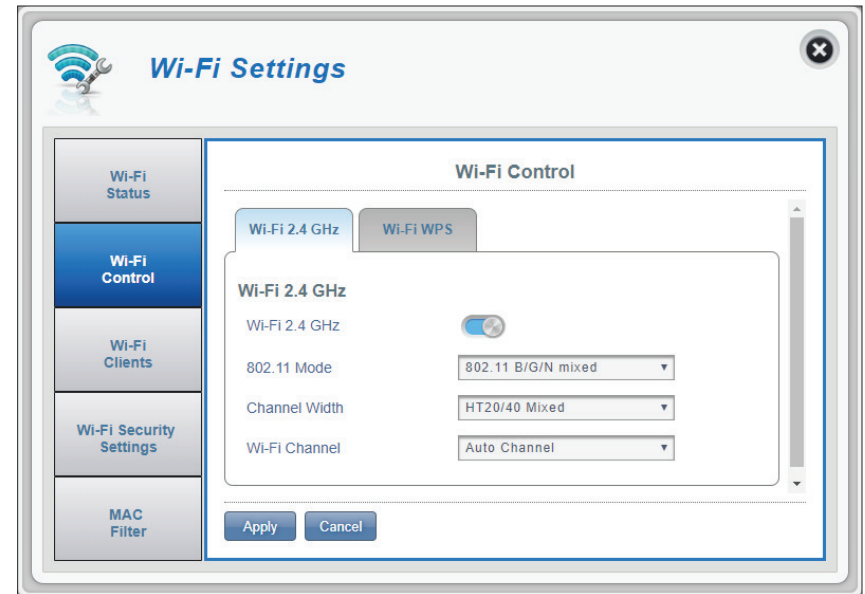 Wi-Fi Settings
Wi-Fi
Status
Wi-Fi
Control
Wi-Fi
Clients
Wi-Fi Security
Settings
MAC
Filter
Wi-Fi Control
Wi-Fi 2.4 GHz
Wi-Fi WPS
Wi-Fi 2.4 GHz
Wi-Fi 2.4 GHz
802.11 Mode
802.11 B/G/N mixed
Channel Width
HT20/40 Mixed
Wi-Fi Channel
Auto Channel
Apply
Cancel